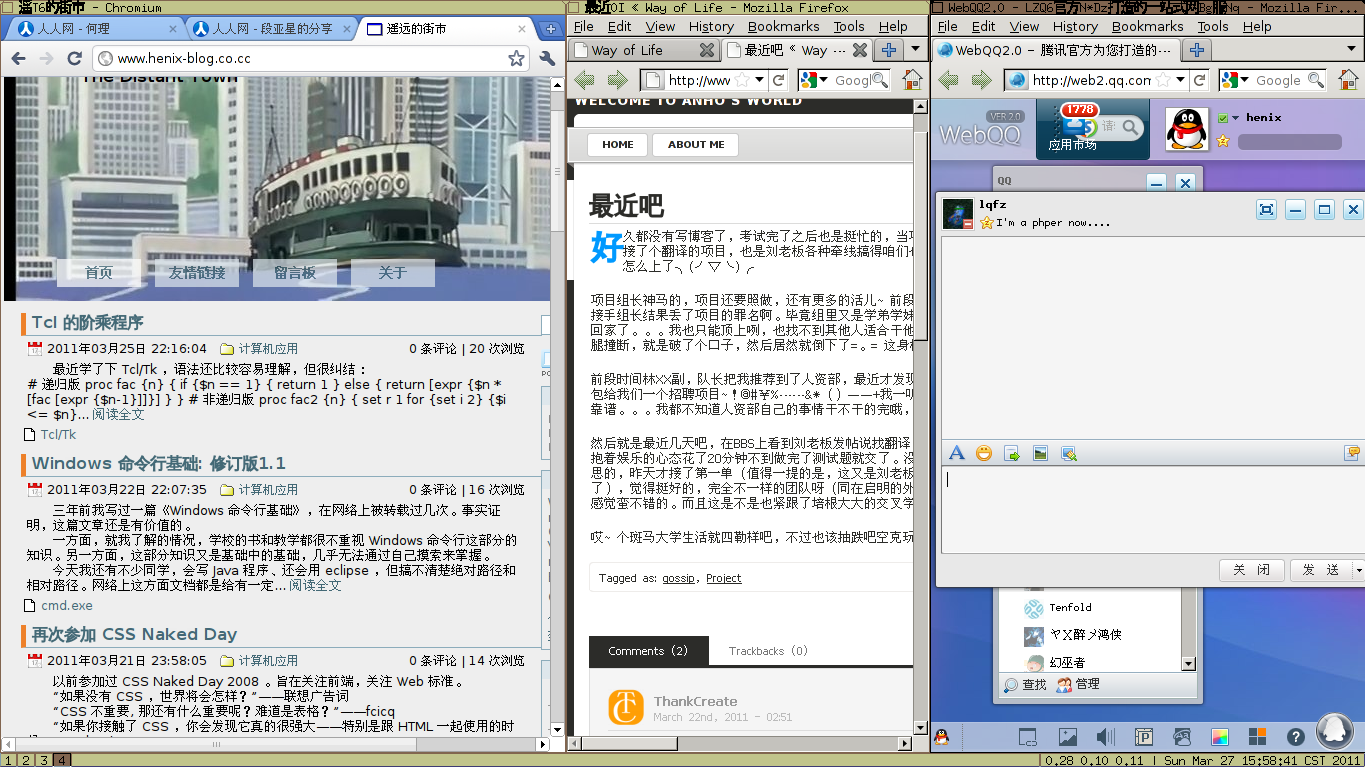 遥远的街市 - Chromium
人人网 - 何理
人人网 - 段亚星的分享
遥远的街市
www.henix-blog.co.cc
The Distant Town
首页
友情链接
留言板
关于
Tcl 的阶乘程序
2011年03月25日 22:16:04 计算机应用 0 条评论 | 20 次浏览
最近学了下 Tcl/Tk ，语法还比较容易理解，但很纠结：
# 递归版 proc fac {n} { if {$n == 1} { return 1 } else { return [expr {$n *
[fac [expr {$n-1}]]}] } } # 非递归版 proc fac2 {n} { set r 1 for {set i 2} {$i
<= $n}... 阅读全文
Tcl/Tk
Windows 命令行基础: 修订版1.1
2011年03月22日 22:07:35 计算机应用 0 条评论 | 16 次浏览
三年前我写过一篇《Windows 命令行基础》，在网络上被转载过几次。事实证
明，这篇文章还是有价值的。
一方面，就我了解的情况，学校的书和教学都很不重视 Windows 命令行这部分的
知识。另一方面，这部分知识又是基础中的基础，几乎无法通过自己摸索来掌握。
今天我还有不少同学，会写 Java 程序、还会用 eclipse ，但搞不清楚绝对路径和
相对路径。网络上这方面文档都是给有一定... 阅读全文
cmd.exe
再次参加 CSS Naked Day
2011年03月21日 23:58:05 计算机应用 0 条评论 | 14 次浏览
以前参加过 CSS Naked Day 2008 。旨在关注前端，关注 Web 标准。
“如果没有 CSS ，世界将会怎样？”——联想广告词
“CSS 不重要, 那还有什么重要呢？难道是表格？”——fcicq
“如果你接触了 CSS ，你会发现它真的很强大——特别是跟 HTML 一起使用的时
1 2 3 4
« Way of Life - Mozilla Firefox
File Edit View History Bookmarks Tools Help
Way of Life
最近吧 « Way ...
http://www
Googl
WELCOME TO ANHO'S WORLD
HOME
ABOUT ME
最近吧
好久都没有写博客了，考试完了之后也是挺忙的，当
接了个翻译的项目，也是刘老板各种牵线搞得咱们
怎么上了╮(╯▽╰)╭
项目组长神马的，项目还要照做，还有更多的活儿~ 前段
接手组长结果丢了项目的罪名啊。毕竟组里又是学弟学妹
回家了。。。我也只能顶上咧，也找不到其他人适合干他
腿撞断，就是破了个口子，然后居然就倒下了=。= 这身
前段时间林XX副，队长把我推荐到了人资部，最近才发现
包给我们一个招聘项目~！@#￥%……&*（）——+我一
靠谱。。。我都不知道人资部自己的事情干不干的完哦，
然后就是最近几天吧，在BBS上看到刘老板发帖说找翻译
抱着娱乐的心态花了20分钟不到做完了测试题就交了。没
思的，昨天才接了第一单（值得一提的是，这又是刘老板
了），觉得挺好的，完全不一样的团队呀（同在启明的外
感觉蛮不错的。而且这是不是也紧跟了培根大大的交叉学
哎~ 个斑马大学生活就四勒样吧，不过也该抽跌吧空克玩
Tagged as: gossip, Project
Comments (2)
Trackbacks (0)
ThankCreate
March 22nd, 2011 - 02:51
Mozilla Fir...
File Edit View History Bookmarks Tools Help
WebQQ2.0 - 腾讯官方为您打造的...
http://web2.qq.com
Google
WebQQ VER 2.0
1778
应用市场
henix
QQ
lqfz
I'm a phper now....
关 闭
发 送
Tenfold
ヤX醉メ鸿侠
幻巫者
查找
管理
0.28 0.10 0.11 | Sun Mar 27 15:58:41 CST 2011